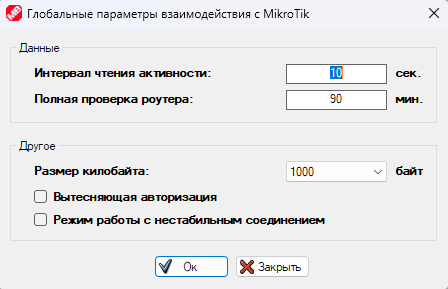 Глобальные параметры взаимодействия с MikroTik
Данные
Интервал чтения активности: 10 сек.
Полная проверка роутера: 90 мин.
Другое
Размер килобайта: 1000 байт
Вытесняющая авторизация
Режим работы с нестабильным соединением
Ок Закрыть